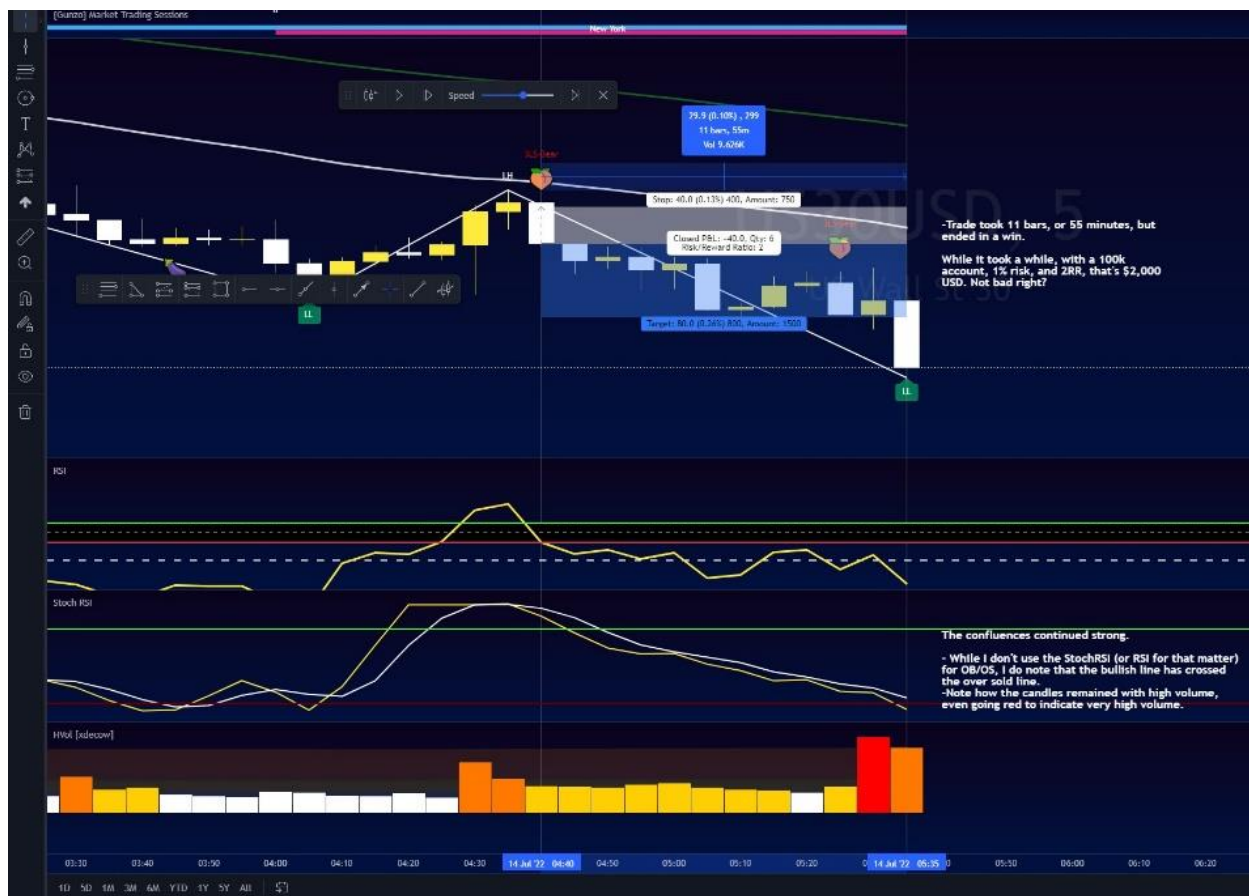 [Gunzo] Market Trading Sessions
New York
Speed
29.9 (0.10%) , 299
11 bars, 55m
Vol 9.626K
LH
Stop: 40.0 (0.13%) 400, Amount: 750
US30USD, 5
US Wall St 30
Closed P&L: -40.0, Qty: 6
Risk/Reward Ratio: 2
-Trade took 11 bars, or 55 minutes, but
ended in a win.
While it took a while, with a 100k
account, 1% risk, and 2RR, that's $2,000
USD. Not bad right?
LL
Target: 80.0 (0.26%) 800, Amount: 1500
LL
RSI
Stoch RSI
The confluences continued strong.
- While I don't use the StochRSI (or RSI for that matter)
for OB/OS, I do note that the bullish line has crossed
the over sold line.
-Note how the candles remained with high volume,
even going red to indicate very high volume.
HVol [xdecow]
03:30 03:40 03:50 04:00 04:10 04:20 04:30 14 Jul '22 04:40 04:50 05:00 05:10 05:20 14 Jul '22 05:35 05:50 06:00 06:10 06:20
1D 5D 1M 3M 6M YTD 1Y 5Y All